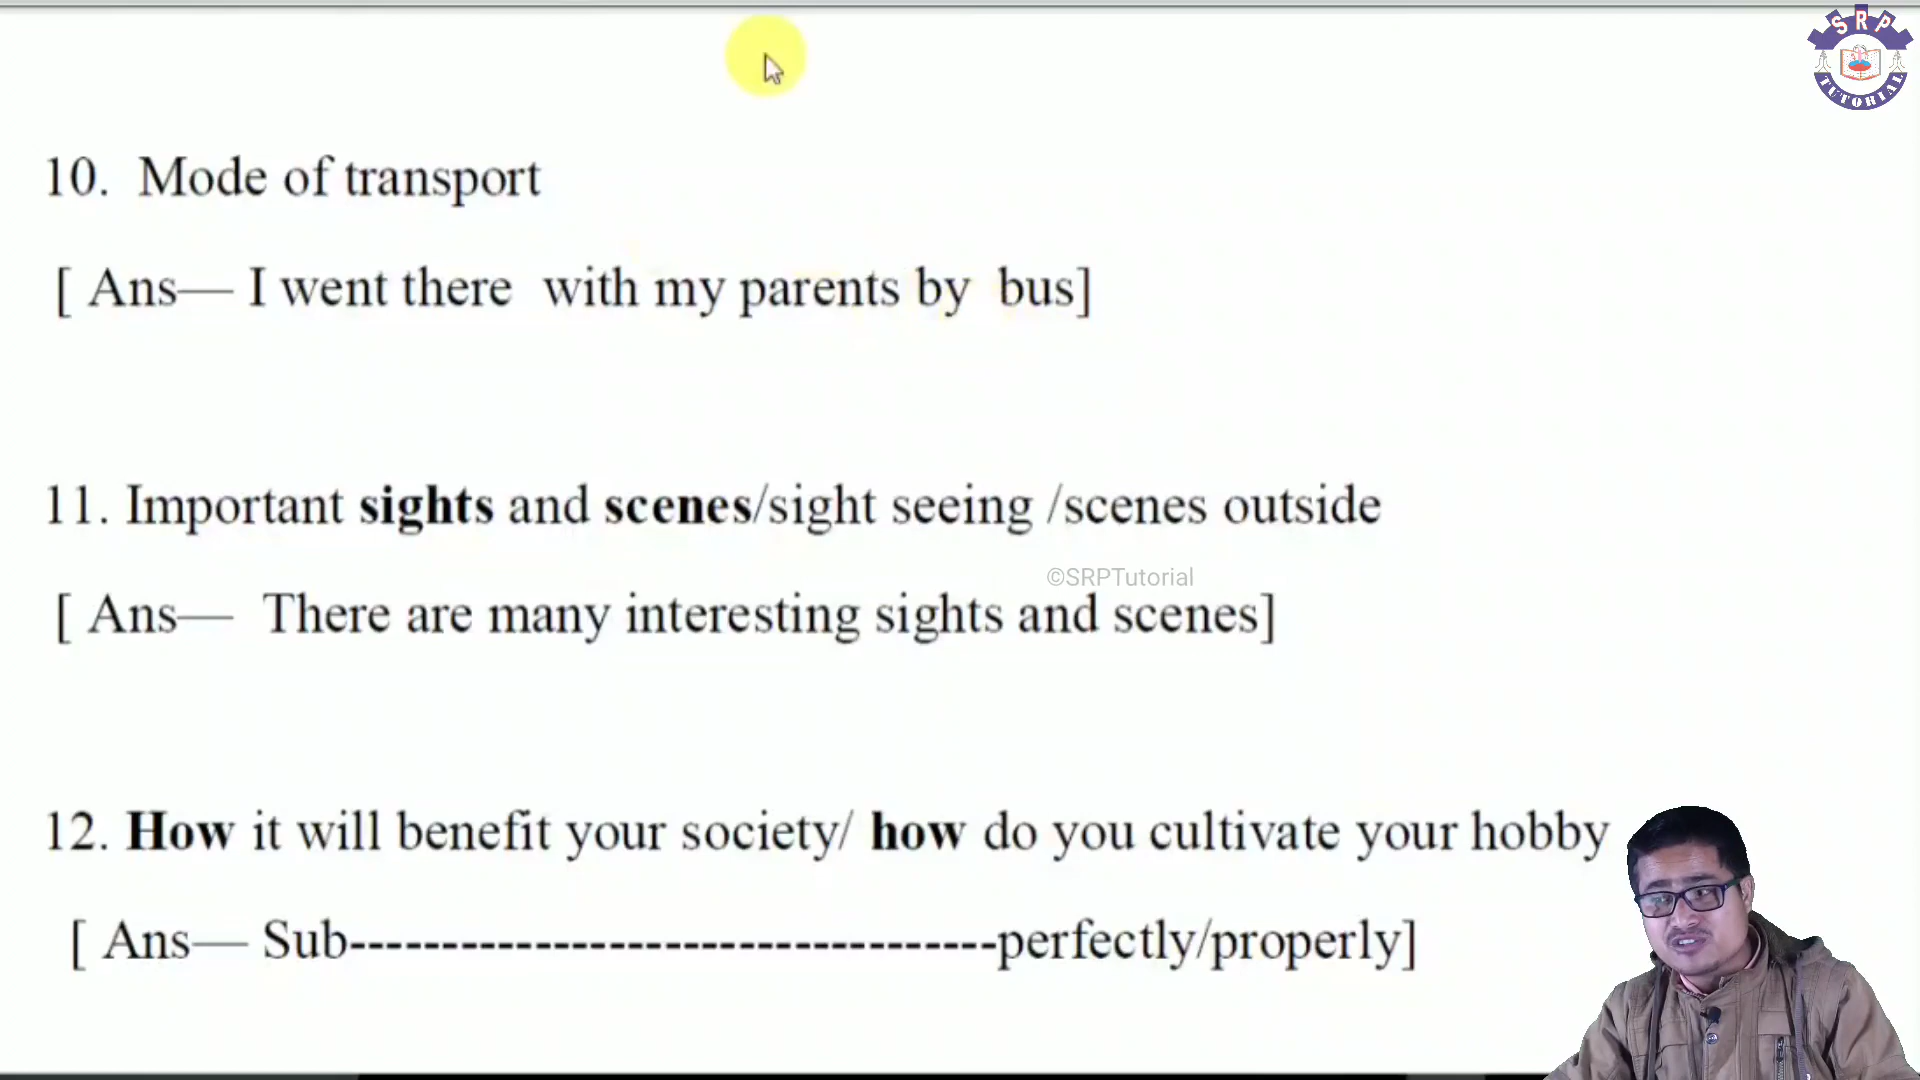 SRP
TUTORIAL
10. Mode of transport
[ Ans— I went there with my parents by bus]
11. Important sights and scenes/sight seeing /scenes outside
©SRPTutorial
[ Ans— There are many interesting sights and scenes]
12. How it will benefit your society/ how do you cultivate your hobby
[ Ans— Sub-----------------------------------perfectly/properly]